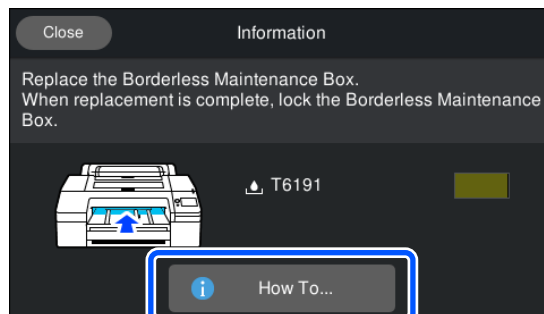 Close
Information
Replace the Borderless Maintenance Box.
When replacement is complete, lock the Borderless Maintenance
Box.
T6191
How To...